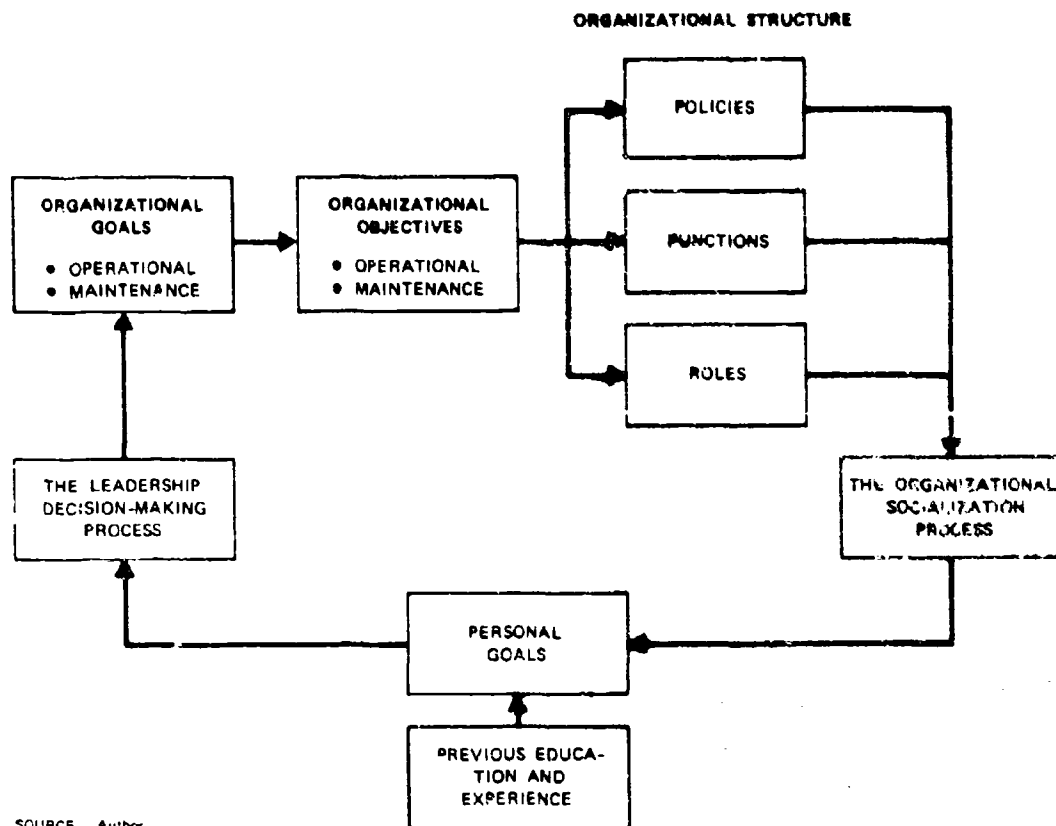 ORGANIZATIONAL STRUCTURE
POLICIES
ORGANIZATIONAL
GOALS
• OPERATIONAL
• MAINTENANCE
ORGANIZATIONAL
OBJECTIVES
• OPERATIONAL
• MAINTENANCE
FUNCTIONS
ROLES
THE LEADERSHIP
DECISION-MAKING
PROCESS
THE ORGANIZATIONAL
SOCIALIZATION
PROCESS
PERSONAL
GOALS
PREVIOUS EDUCA-
TION AND
EXPERIENCE
SOURCE Author